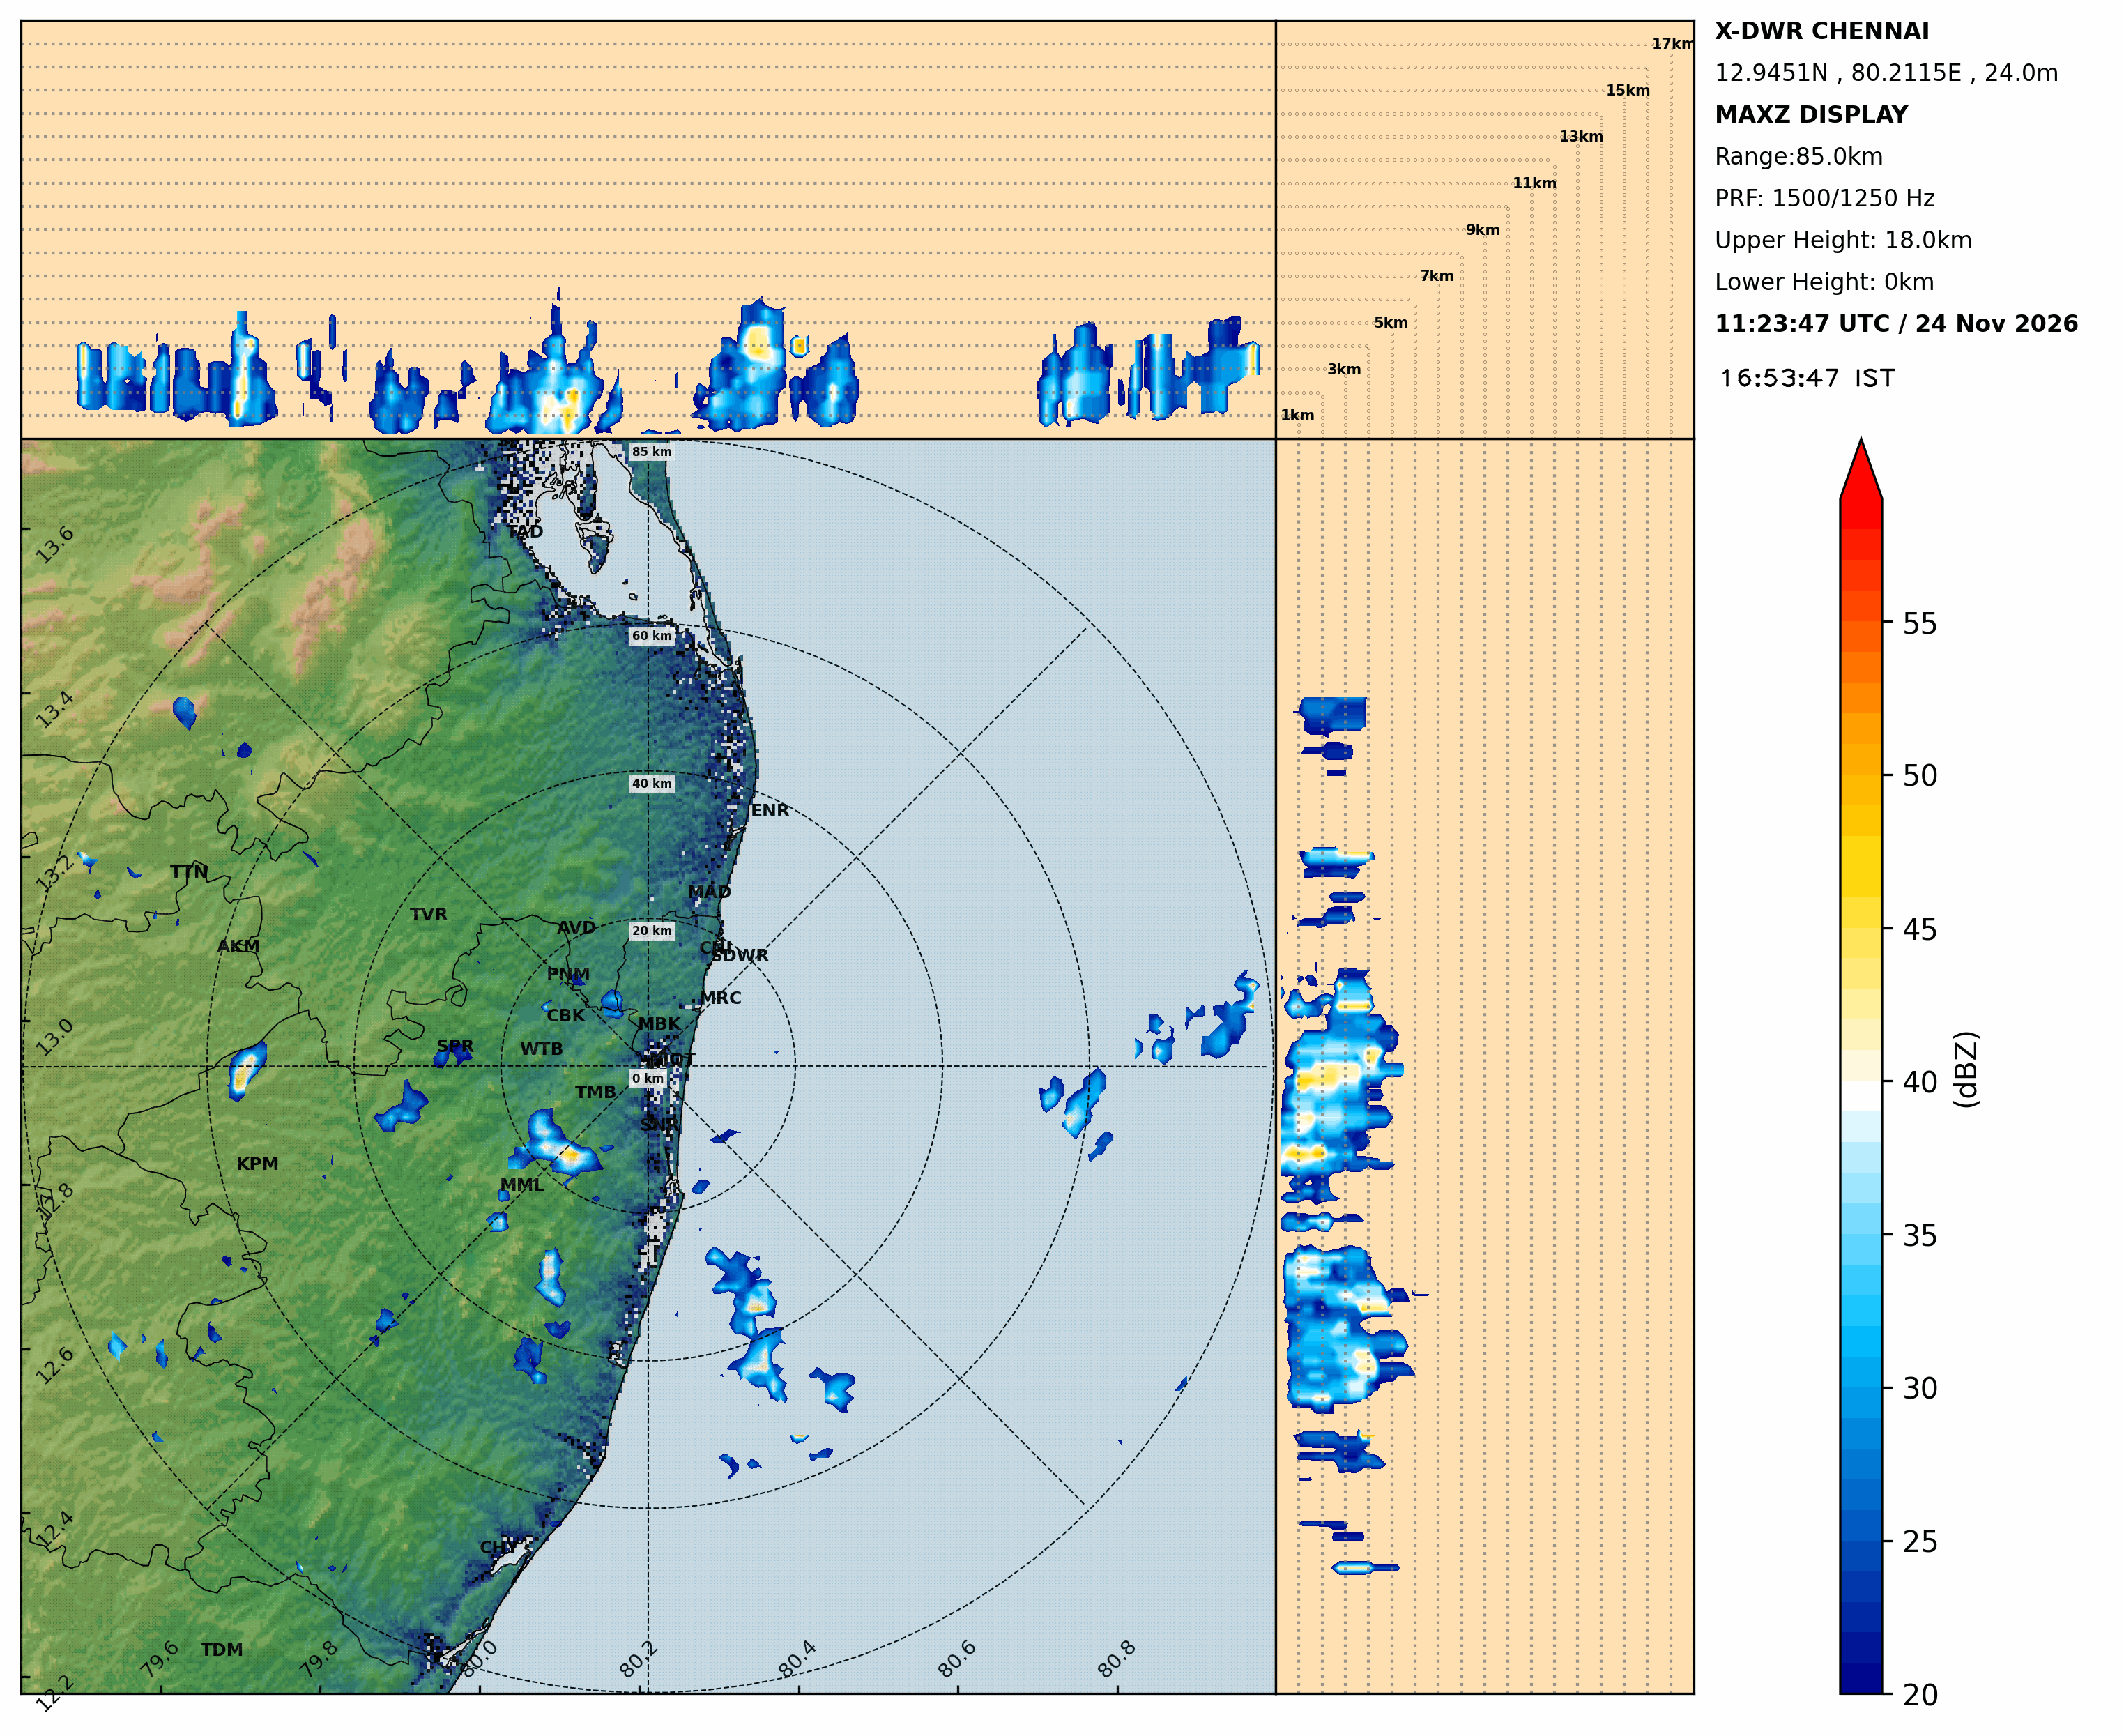 X-DWR CHENNAI
12.9451N , 80.2115E , 24.0m
MAXZ DISPLAY
Range:85.0km
PRF: 1500/1250 Hz
Upper Height: 18.0km
Lower Height: 0km
11:23:47 UTC / 24 Nov 2026
16:53:47 IST
17km
15km
13km
11km
9km
7km
5km
3km
1km
85 km
TAD
13.6
60 km
13.4
40 km
ENR
13.2
TTN
MAD
TVR
AVD
20 km
AKM
CNI
SDWR
PNM
MRC
13.0
CBK
MBK
SPR
WTB
0 km
TMB
SNR
KPM
MML
12.8
12.6
12.4
CHY
TDM
12.2
79.6
79.8
80.0
80.2
80.4
80.6
80.8
55
50
45
40
35
30
25
20
(dBZ)